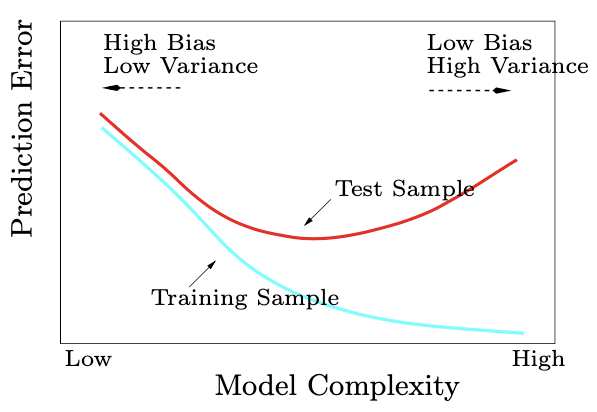 Prediction Error
High Bias
Low Variance
Low Bias
High Variance
Test Sample
Training Sample
Low
High
Model Complexity